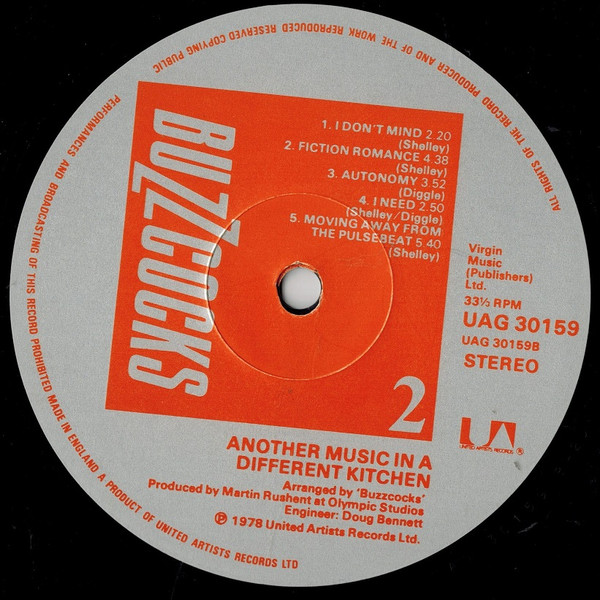 BUZZCOCKS
1. I DON'T MIND 2.20
(Shelley)
2. FICTION ROMANCE 4.38
(Shelley)
3. AUTONOMY 3.52
(Diggle)
4. I NEED 2.50
(Shelley/Diggle)
5. MOVING AWAY FROM
THE PULSEBEAT 5.40
(Shelley)
Virgin
Music
(Publishers)
Ltd.
33⅓ RPM
UAG 30159
UAG 30159B
STEREO
2
UA
UNITED ARTISTS RECORDS ®
ANOTHER MUSIC IN A
DIFFERENT KITCHEN
Arranged by 'Buzzcocks'
Produced by Martin Rushent at Olympic Studios
Engineer: Doug Bennett
℗ 1978 United Artists Records Ltd.
ALL RIGHTS OF THE RECORD PRODUCER AND OF THE WORK REPRODUCED RESERVED COPYING PUBLIC PERFORMANCES AND BROADCASTING OF THIS RECORD PROHIBITED MADE IN ENGLAND A PRODUCT OF UNITED ARTISTS RECORDS LTD